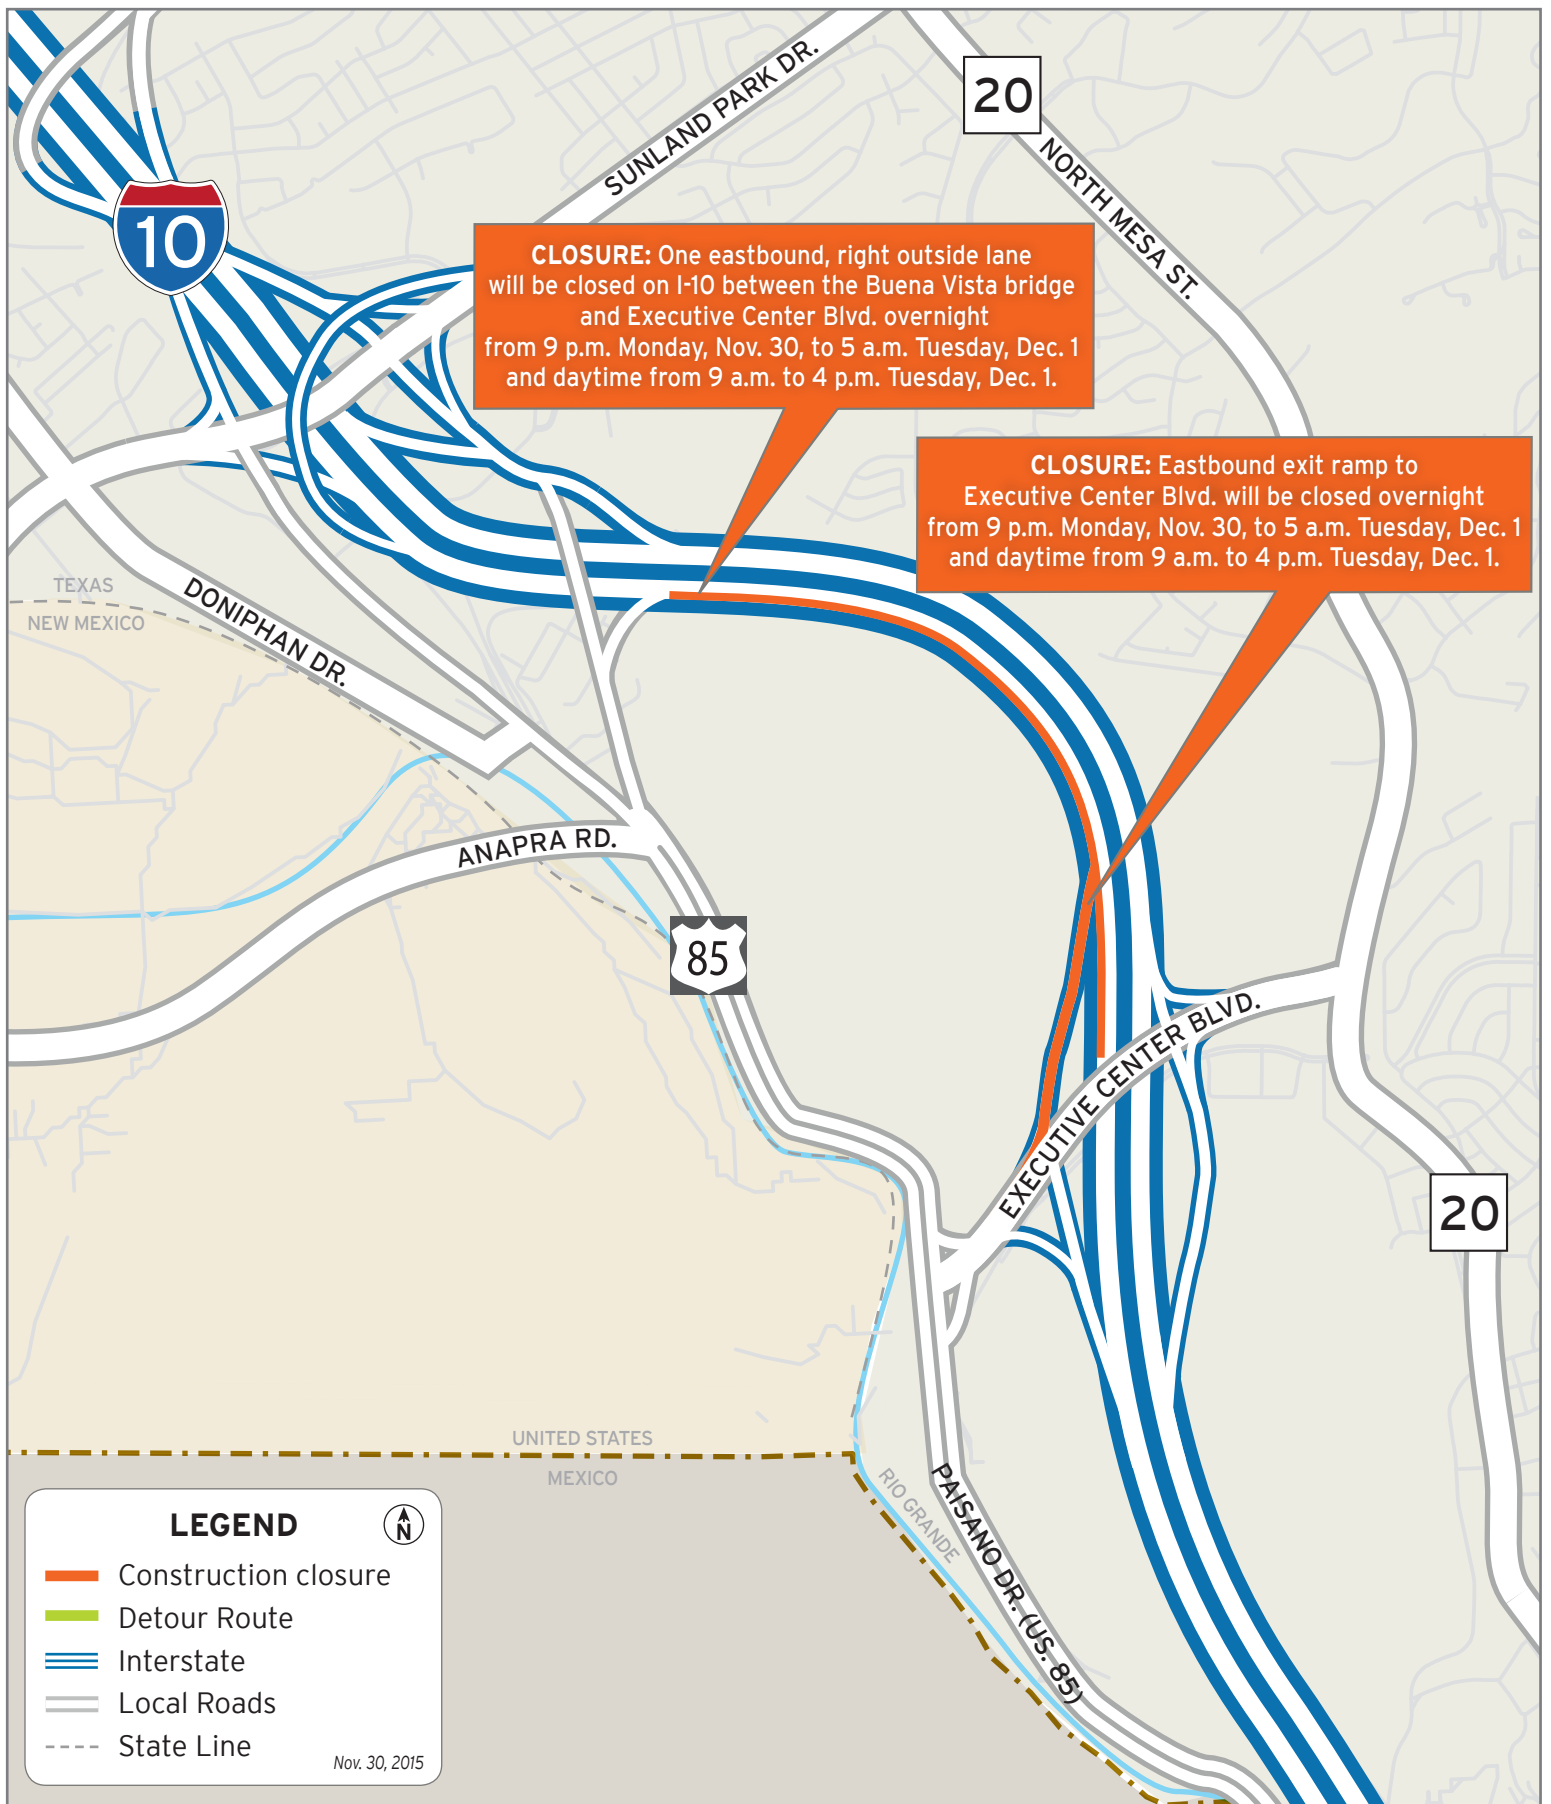 SUNLAND PARK DR.
20
NORTH MESA ST.
10
CLOSURE: One eastbound, right outside lane
will be closed on I-10 between the Buena Vista bridge
and Executive Center Blvd. overnight
from 9 p.m. Monday, Nov. 30, to 5 a.m. Tuesday, Dec. 1
and daytime from 9 a.m. to 4 p.m. Tuesday, Dec. 1.
CLOSURE: Eastbound exit ramp to
Executive Center Blvd. will be closed overnight
from 9 p.m. Monday, Nov. 30, to 5 a.m. Tuesday, Dec. 1
and daytime from 9 a.m. to 4 p.m. Tuesday, Dec. 1.
TEXAS
NEW MEXICO
DONIPHAN DR.
ANAPRA RD.
85
EXECUTIVE CENTER BLVD.
20
UNITED STATES
MEXICO
RIO GRANDE
PAISANO DR. (US. 85)
LEGEND
N
Construction closure
Detour Route
Interstate
Local Roads
State Line
Nov. 30, 2015